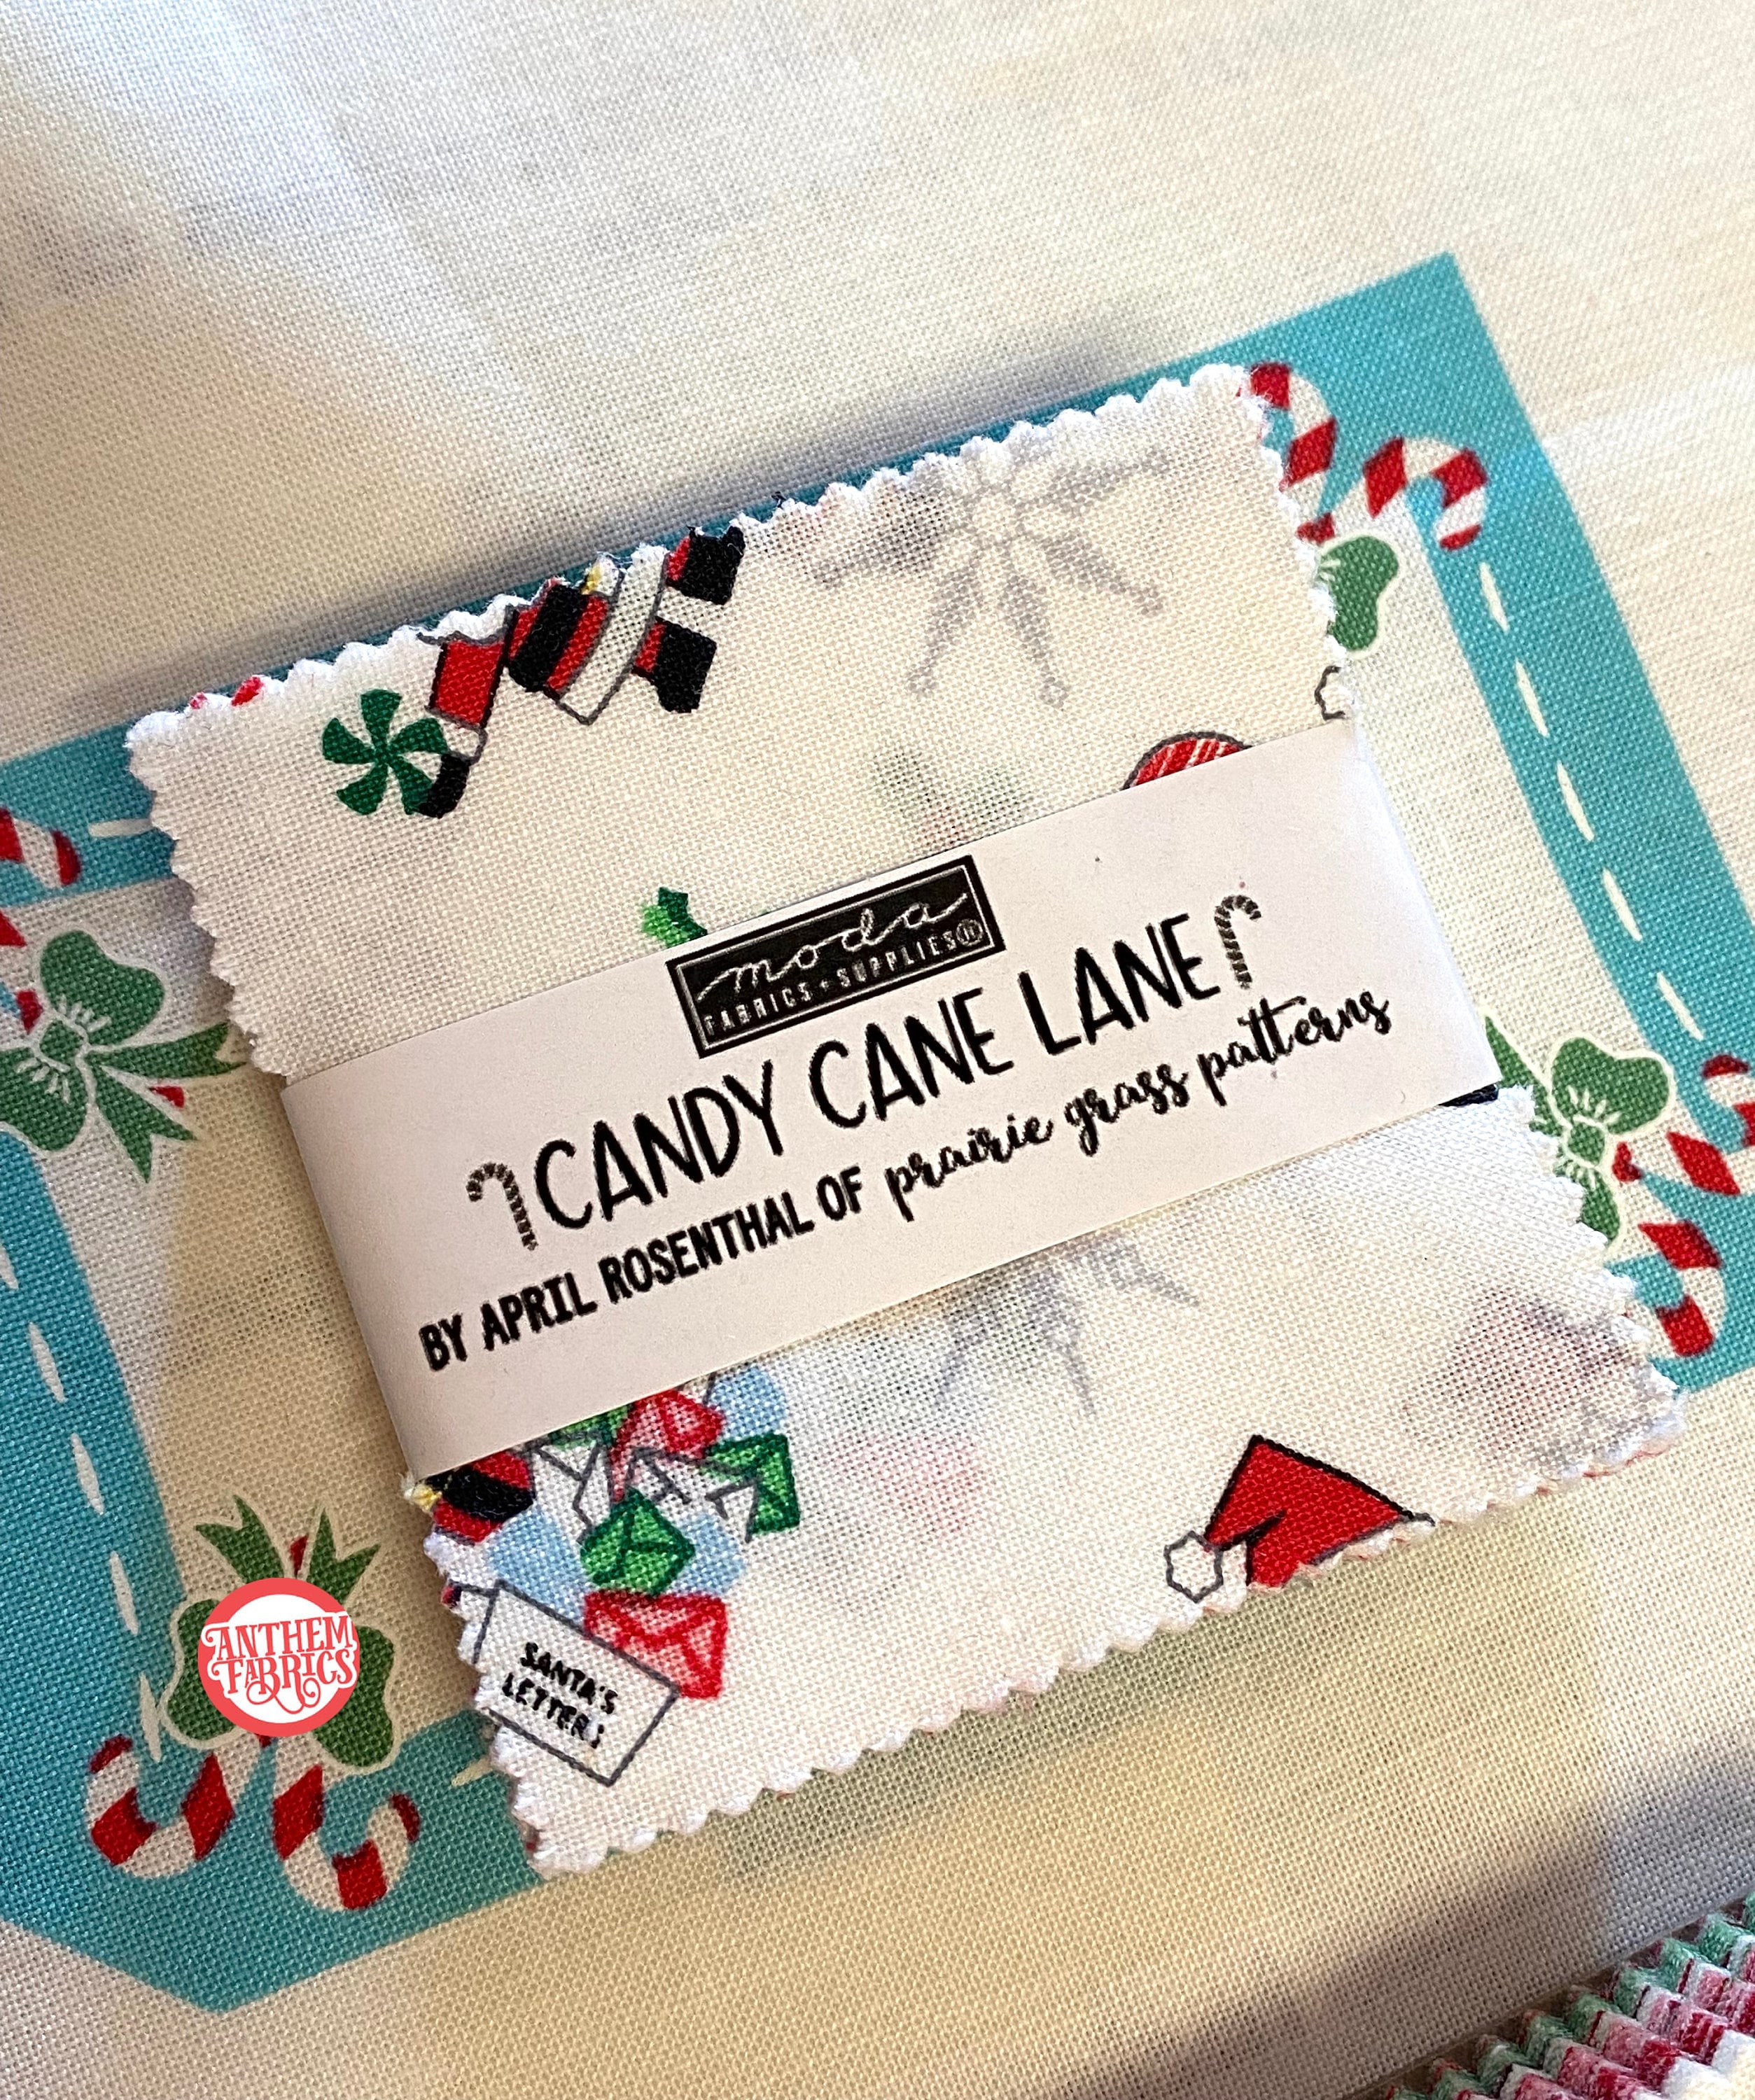 moda
FABRICS + SUPPLIES®
CANDY CANE LANE
BY APRIL ROSENTHAL OF prairie grass patterns
SANTA'S
LETTERS
ANTHEM
FABRICS